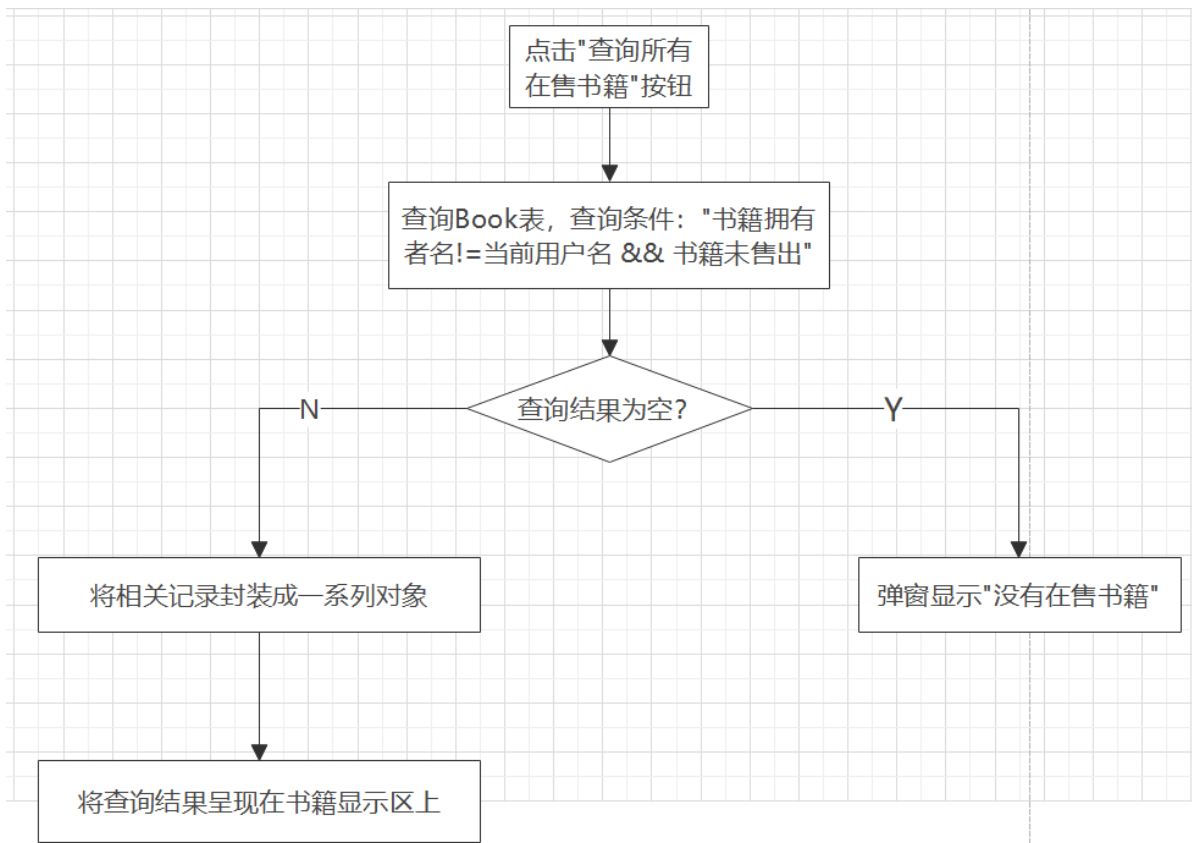 点击"查询所有
在售书籍"按钮
查询Book表，查询条件："书籍拥有
者名!=当前用户名 && 书籍未售出"
查询结果为空?
N
Y
将相关记录封装成一系列对象
弹窗显示"没有在售书籍"
将查询结果呈现在书籍显示区上